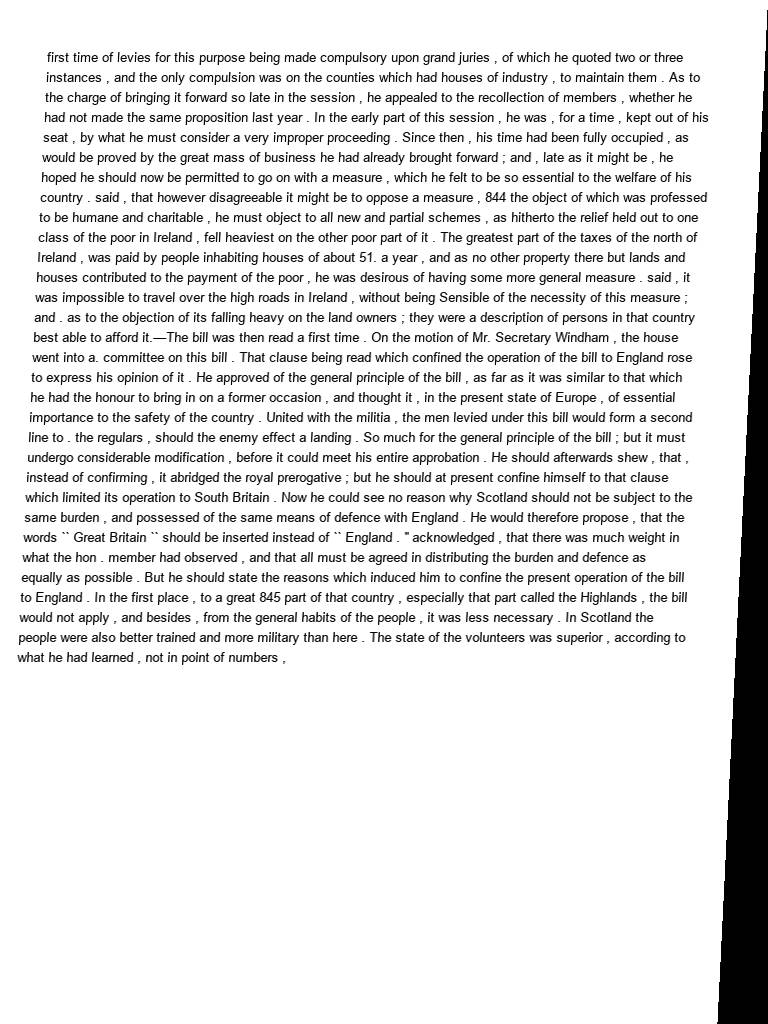 first time of levies for this purpose being made compulsory upon grand juries , of which he quoted two or three
instances , and the only compulsion was on the counties which had houses of industry , to maintain them . As to
the charge of bringing it forward so late in the session , he appealed to the recollection of members , whether he
had not made the same proposition last year . In the early part of this session , he was , for a time , kept out of his
seat , by what he must consider a very improper proceeding . Since then , his time had been fully occupied , as
would be proved by the great mass of business he had already brought forward ; and , late as it might be , he
hoped he should now be permitted to go on with a measure , which he felt to be so essential to the welfare of his
country . said , that however disagreeable it might be to oppose a measure , 844 the object of which was professed
to be humane and charitable , he must object to all new and partial schemes , as hitherto the relief held out to one
class of the poor in Ireland , fell heaviest on the other poor part of it . The greatest part of the taxes of the north of
Ireland , was paid by people inhabiting houses of about 51. a year , and as no other property there but lands and
houses contributed to the payment of the poor , he was desirous of having some more general measure . said , it
was impossible to travel over the high roads in Ireland , without being Sensible of the necessity of this measure ;
and . as to the objection of its falling heavy on the land owners ; they were a description of persons in that country
best able to afford it.—The bill was then read a first time . On the motion of Mr. Secretary Windham , the house
went into a. committee on this bill . That clause being read which confined the operation of the bill to England rose
to express his opinion of it . He approved of the general principle of the bill , as far as it was similar to that which
he had the honour to bring in on a former occasion , and thought it , in the present state of Europe , of essential
importance to the safety of the country . United with the militia , the men levied under this bill would form a second
line to . the regulars , should the enemy effect a landing . So much for the general principle of the bill ; but it must
undergo considerable modification , before it could meet his entire approbation . He should afterwards shew , that ,
instead of confirming , it abridged the royal prerogative ; but he should at present confine himself to that clause
which limited its operation to South Britain . Now he could see no reason why Scotland should not be subject to the
same burden , and possessed of the same means of defence with England . He would therefore propose , that the
words `` Great Britain `` should be inserted instead of `` England . " acknowledged , that there was much weight in
what the hon . member had observed , and that all must be agreed in distributing the burden and defence as
equally as possible . But he should state the reasons which induced him to confine the present operation of the bill
to England . In the first place , to a great 845 part of that country , especially that part called the Highlands , the bill
would not apply , and besides , from the general habits of the people , it was less necessary . In Scotland the
people were also better trained and more military than here . The state of the volunteers was superior , according to
what he had learned , not in point of numbers ,